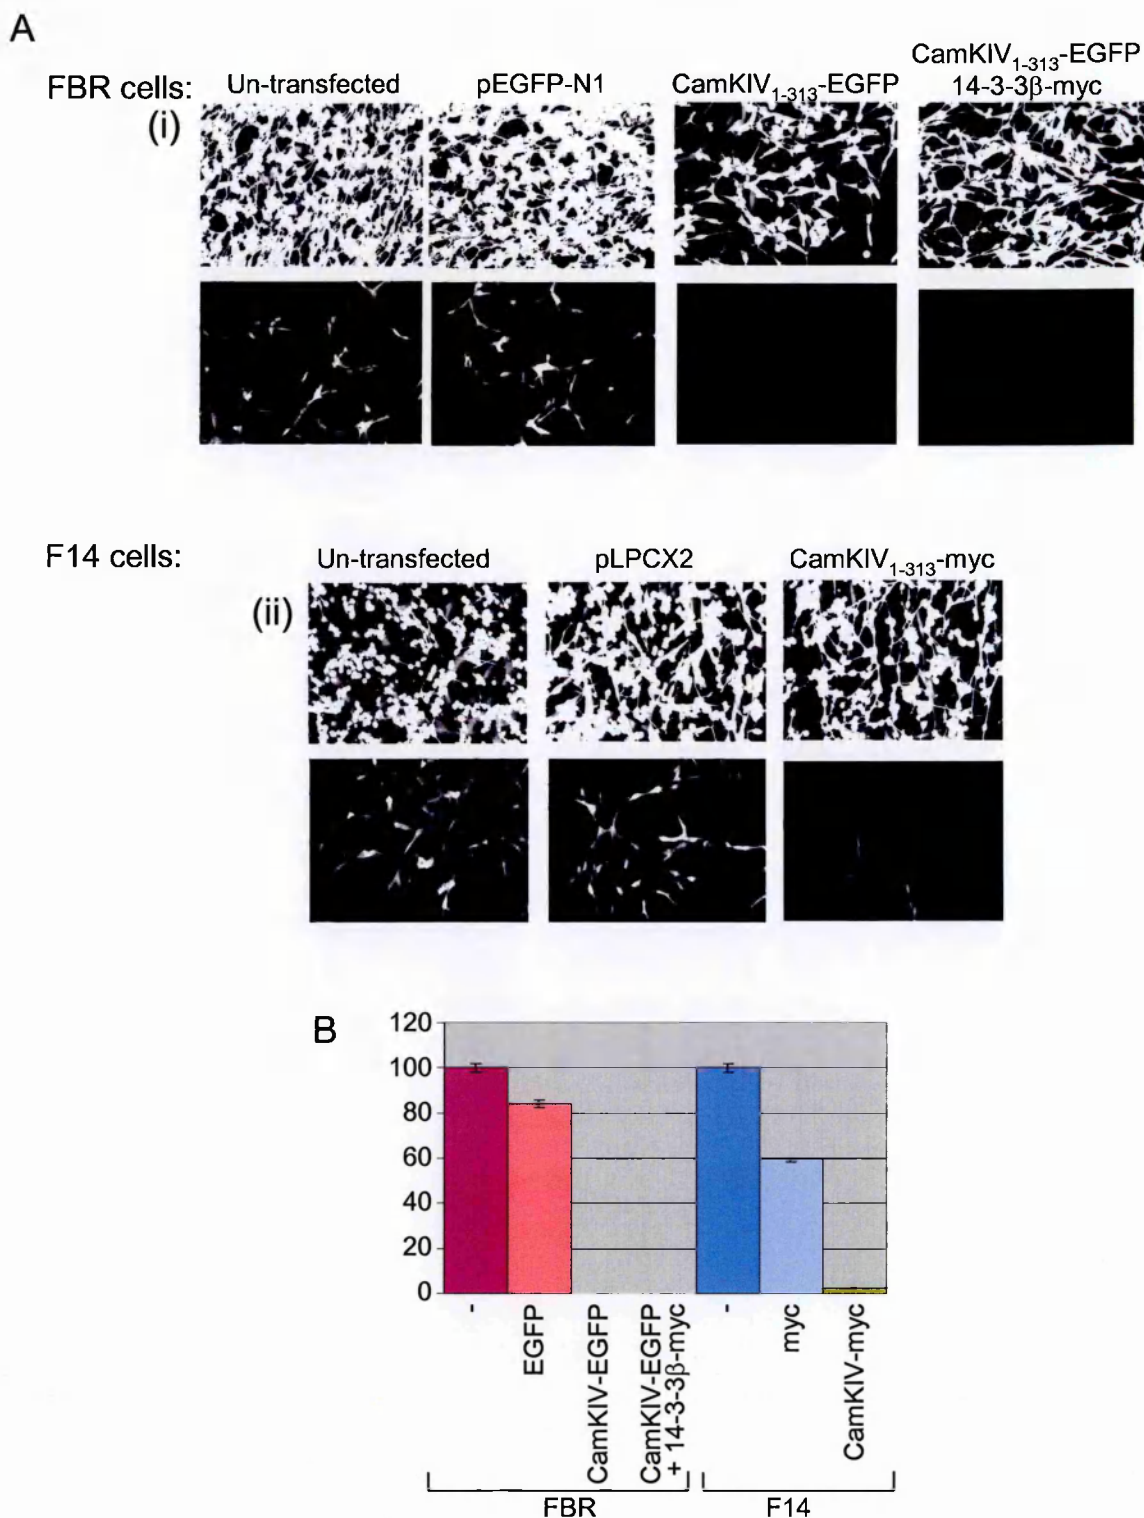 A
FBR cells:
Un-transfected
pEGFP-N1
CamKIV1-313-EGFP
CamKIV1-313-EGFP
14-3-3β-myc
(i)
F14 cells:
Un-transfected
pLPCX2
CamKIV1-313-myc
(ii)
B
120
100
80
60
40
20
0
-
EGFP
CamKIV-EGFP
CamKIV-EGFP
+ 14-3-3β-myc
-
myc
CamKIV-myc
FBR
F14